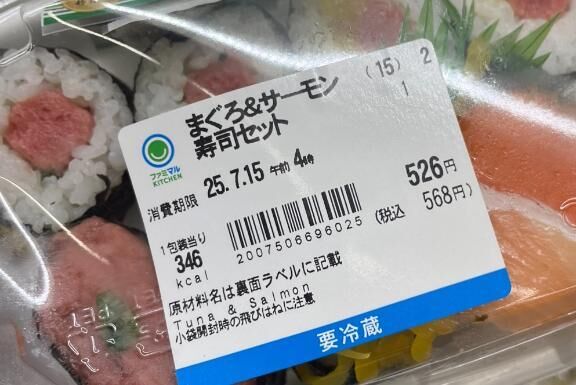 まぐろ&サーモン
寿司セット
(15) 2
1
ファミマル
KITCHEN
消費期限 25.7.15 午前 4時
526円
(税込 568円)
1包装当り
346
kcal
2007506696025
原材料名は裏面ラベルに記載
Tuna & Salmon
小袋開封時の飛びはねに注意
要冷蔵